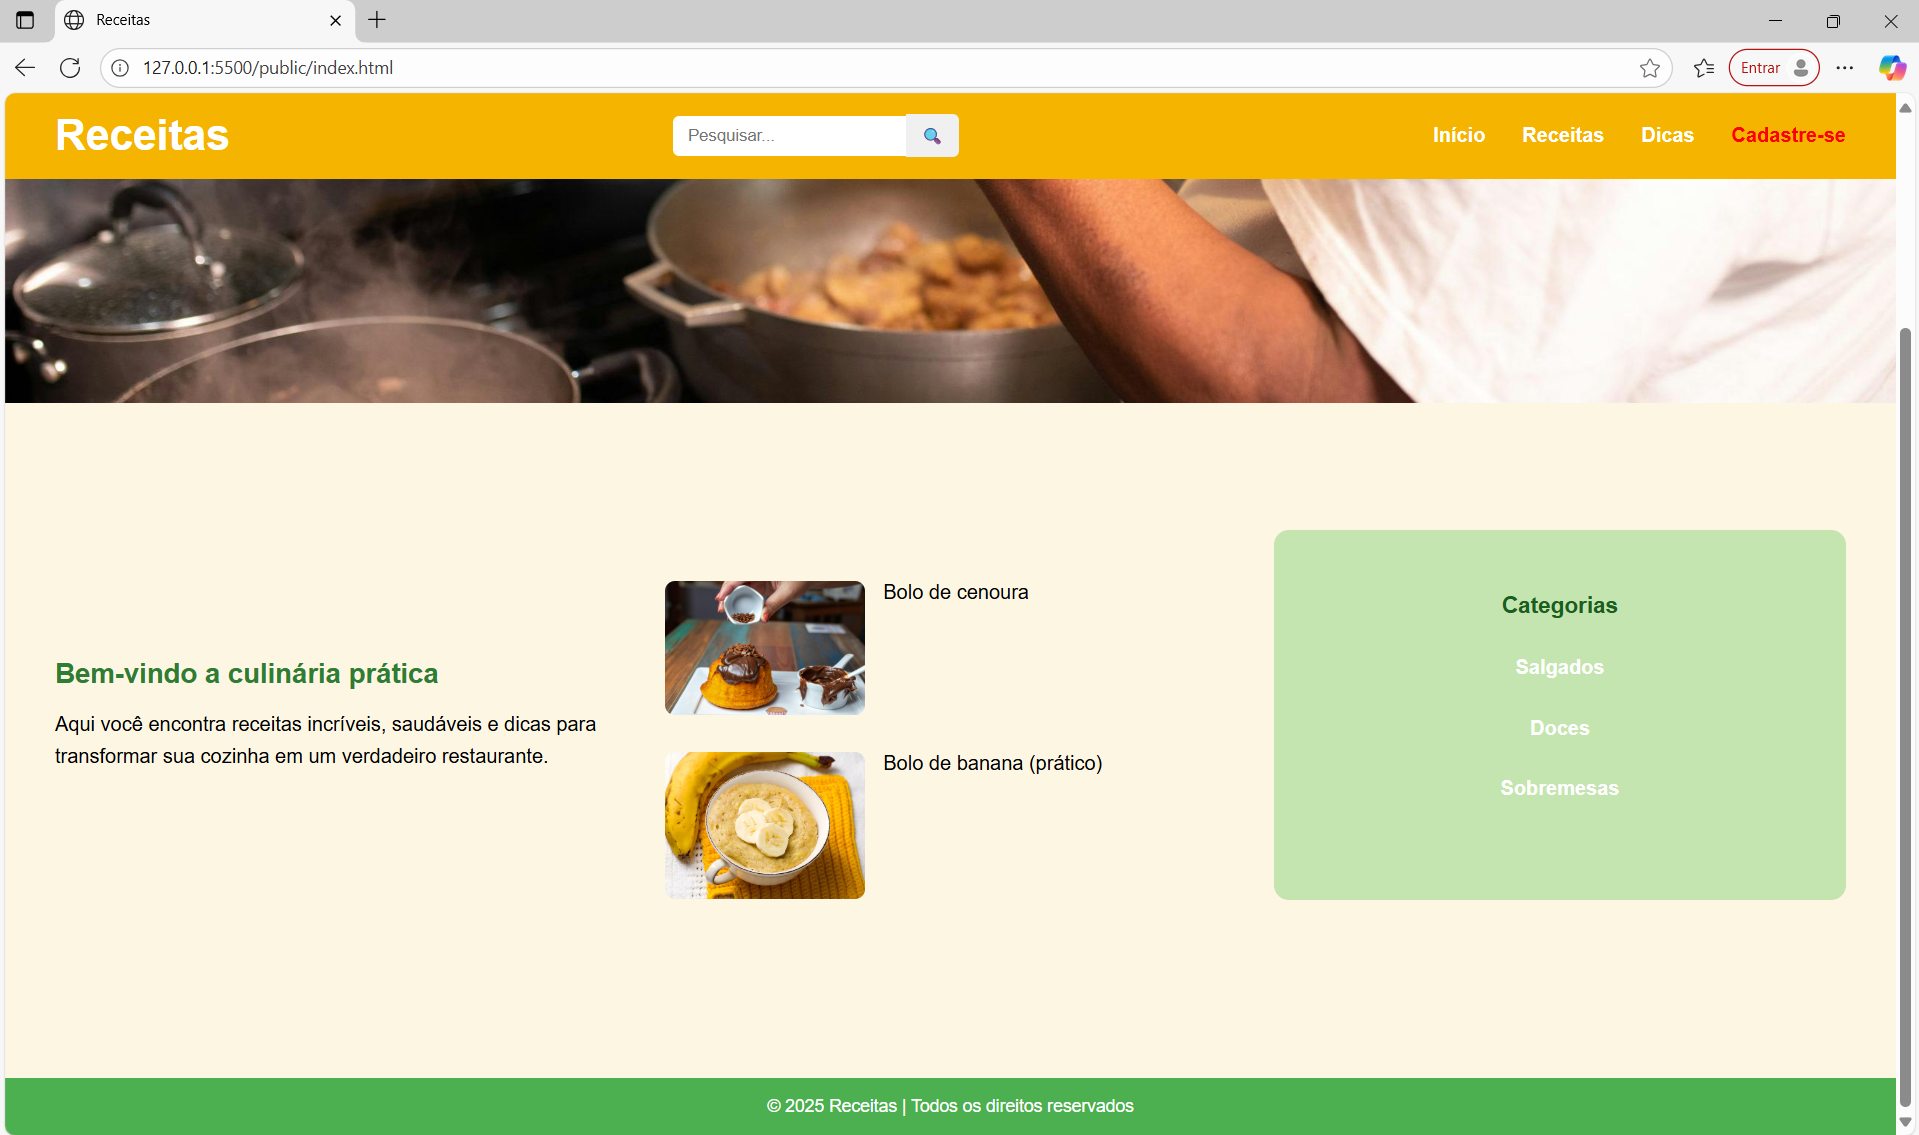 Receitas
127.0.0.1:5500/public/index.html
Entrar
Receitas
Pesquisar...
Início
Receitas
Dicas
Cadastre-se
Bem-vindo a culinária prática
Aqui você encontra receitas incríveis, saudáveis e dicas para
transformar sua cozinha em um verdadeiro restaurante.
Bolo de cenoura
Bolo de banana (prático)
Categorias
Salgados
Doces
Sobremesas
© 2025 Receitas | Todos os direitos reservados